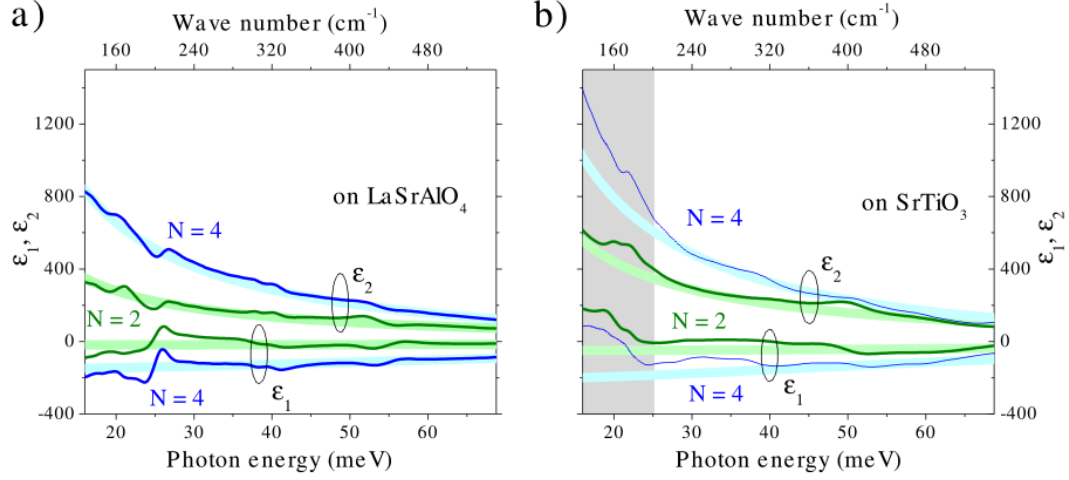 a)
Wave number (cm⁻¹)
160 240 320 400 480
ε₁, ε₂
1200
800
400
0
-400
on LaSrAlO₄
N = 4
ε₂
N = 2
ε₁
N = 4
20 30 40 50 60
Photon energy (meV)
b)
Wave number (cm⁻¹)
160 240 320 400 480
on SrTiO₃
N = 4
ε₂
N = 2
ε₁
N = 4
1200
800
400
0
-400
ε₁, ε₂
20 30 40 50 60
Photon energy (meV)